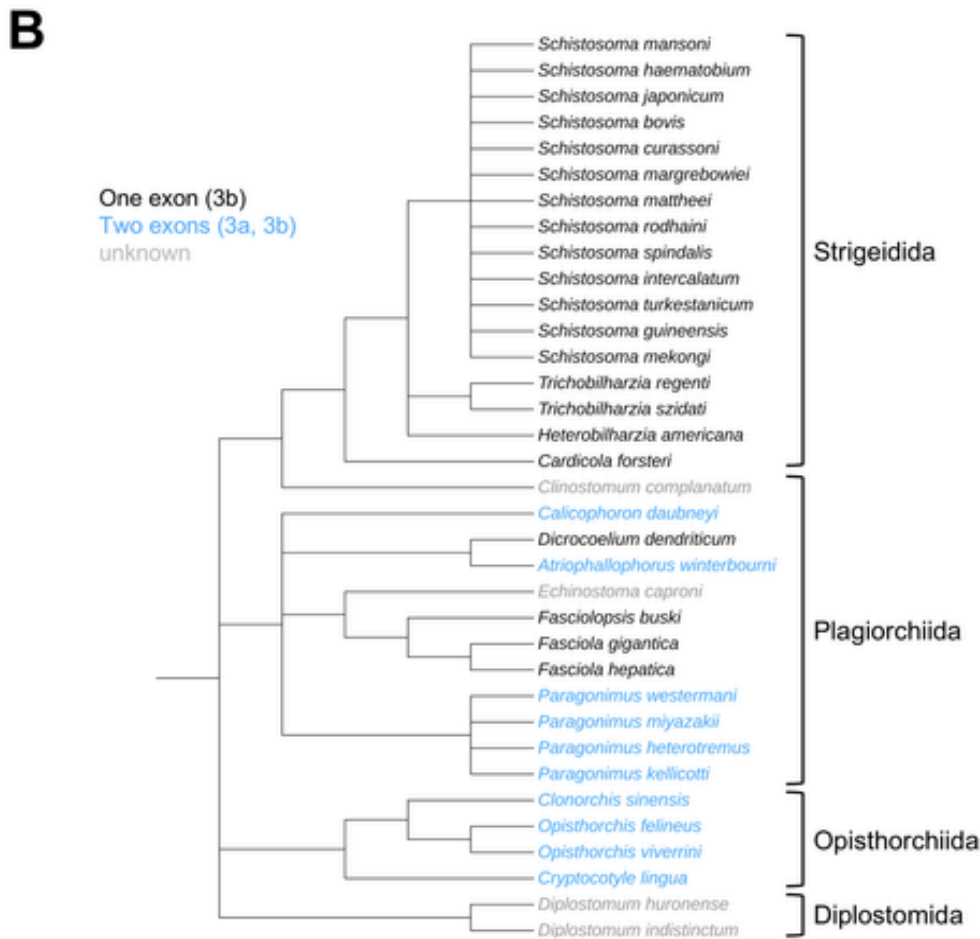 B
One exon (3b)
Two exons (3a, 3b)
unknown
Schistosoma mansoni
Schistosoma haematobium
Schistosoma japonicum
Schistosoma bovis
Schistosoma curassoni
Schistosoma margrebowiei
Schistosoma mattheei
Schistosoma rodhaini
Schistosoma spindalis
Schistosoma intercalatum
Schistosoma turkestanicum
Schistosoma guineensis
Schistosoma mekongi
Trichobilharzia regenti
Trichobilharzia szidati
Heterobilharzia americana
Cardicola forsteri
Strigeidida
Clinostomum complanatum
Calicophoron daubneyi
Dicrocoelium dendriticum
Atriophallophorus winterbourni
Echinostoma caproni
Fasciolopsis buski
Fasciola gigantica
Fasciola hepatica
Paragonimus westermani
Paragonimus miyazakii
Paragonimus heterotremus
Paragonimus kellicotti
Plagiorchiida
Clonorchis sinensis
Opisthorchis felineus
Opisthorchis viverrini
Cryptocotyle lingua
Opisthorchiida
Diplostomum huronense
Diplostomum indistinctum
Diplostomida